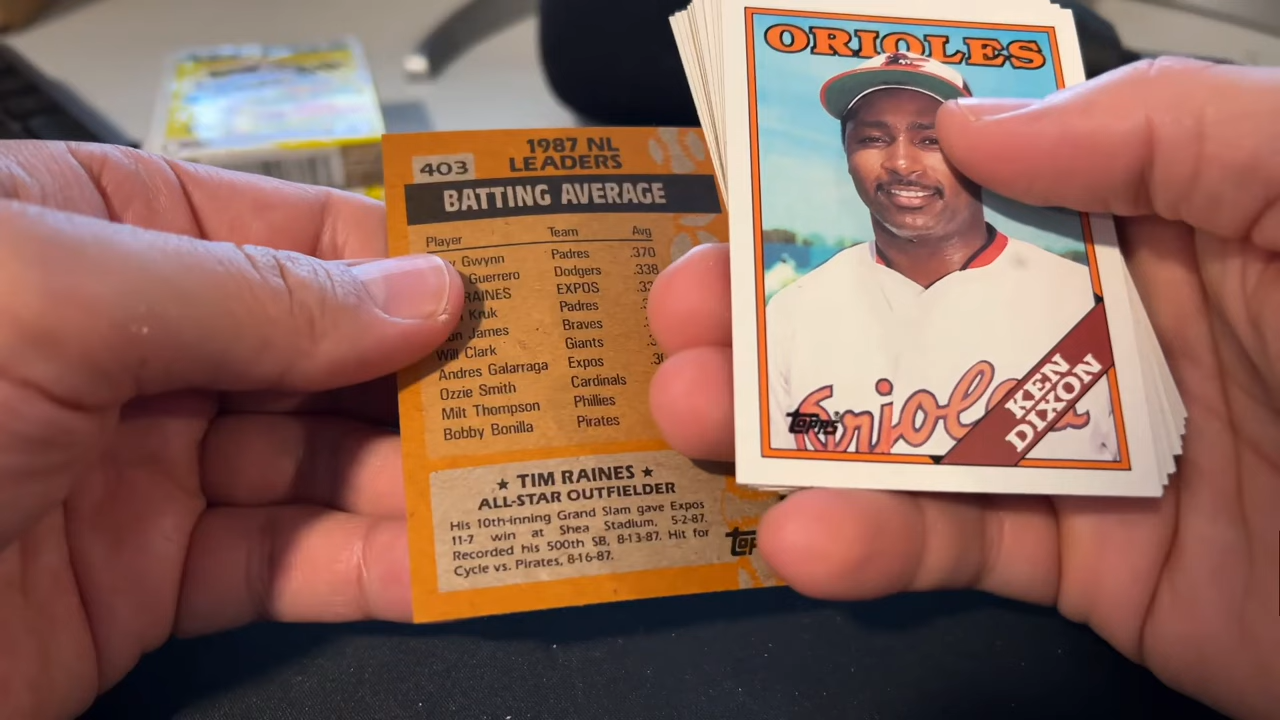 1987 NL
LEADERS
403
BATTING AVERAGE
Player Team Avg
Gwynn Padres .370
Guerrero Dodgers .338
RAINES EXPOS
Kruk Padres
James Braves
Will Clark Giants
Andres Galarraga Expos
Ozzie Smith Cardinals
Milt Thompson Phillies
Bobby Bonilla Pirates
★ TIM RAINES ★
ALL-STAR OUTFIELDER
His 10th-inning Grand Slam gave Expos
11-7 win at Shea Stadium, 5-2-87.
Recorded his 500th SB, 8-13-87. Hit for
Cycle vs. Pirates, 8-16-87.
ORIOLES
Orioles
TOPPS
KEN
DIXON